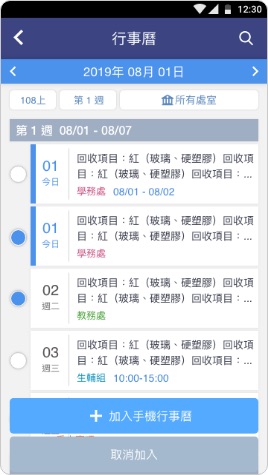 12:30
行事曆
2019年 08月 01日
108上
第 1 週
所有處室
第 1 週 08/01 - 08/07
01
今日
回收項目：紅（玻璃、硬塑膠）回收項
目：紅（玻璃、硬塑膠）回收項目：...
學務處 08/01 - 08/02
01
今日
回收項目：紅（玻璃、硬塑膠）回收項
目：紅（玻璃、硬塑膠）回收項目：...
學務處
02
週二
回收項目：紅（玻璃、硬塑膠）回收項
目：紅（玻璃、硬塑膠）回收項目：...
教務處
03
週三
回收項目：紅（玻璃、硬塑膠）回收項
目：紅（玻璃、硬塑膠）回收項目：...
生輔組 10:00-15:00
加入手機行事曆
取消加入